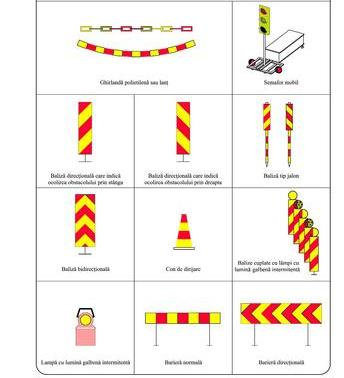 Ghirlandă polietilenă sau lanț
Semafor mobil
Baliză direcțională care indică
ocolirea obstacolului prin stânga
Baliză direcțională care indică
ocolirea obstacolului prin dreapta
Baliză tip jalon
Baliză bidirecțională
Con de dirijare
Balize cuplate cu lămpi cu
lumină galbenă intermitentă
Lampă cu lumină galbenă intermitentă
Barieră normală
Barieră direcțională